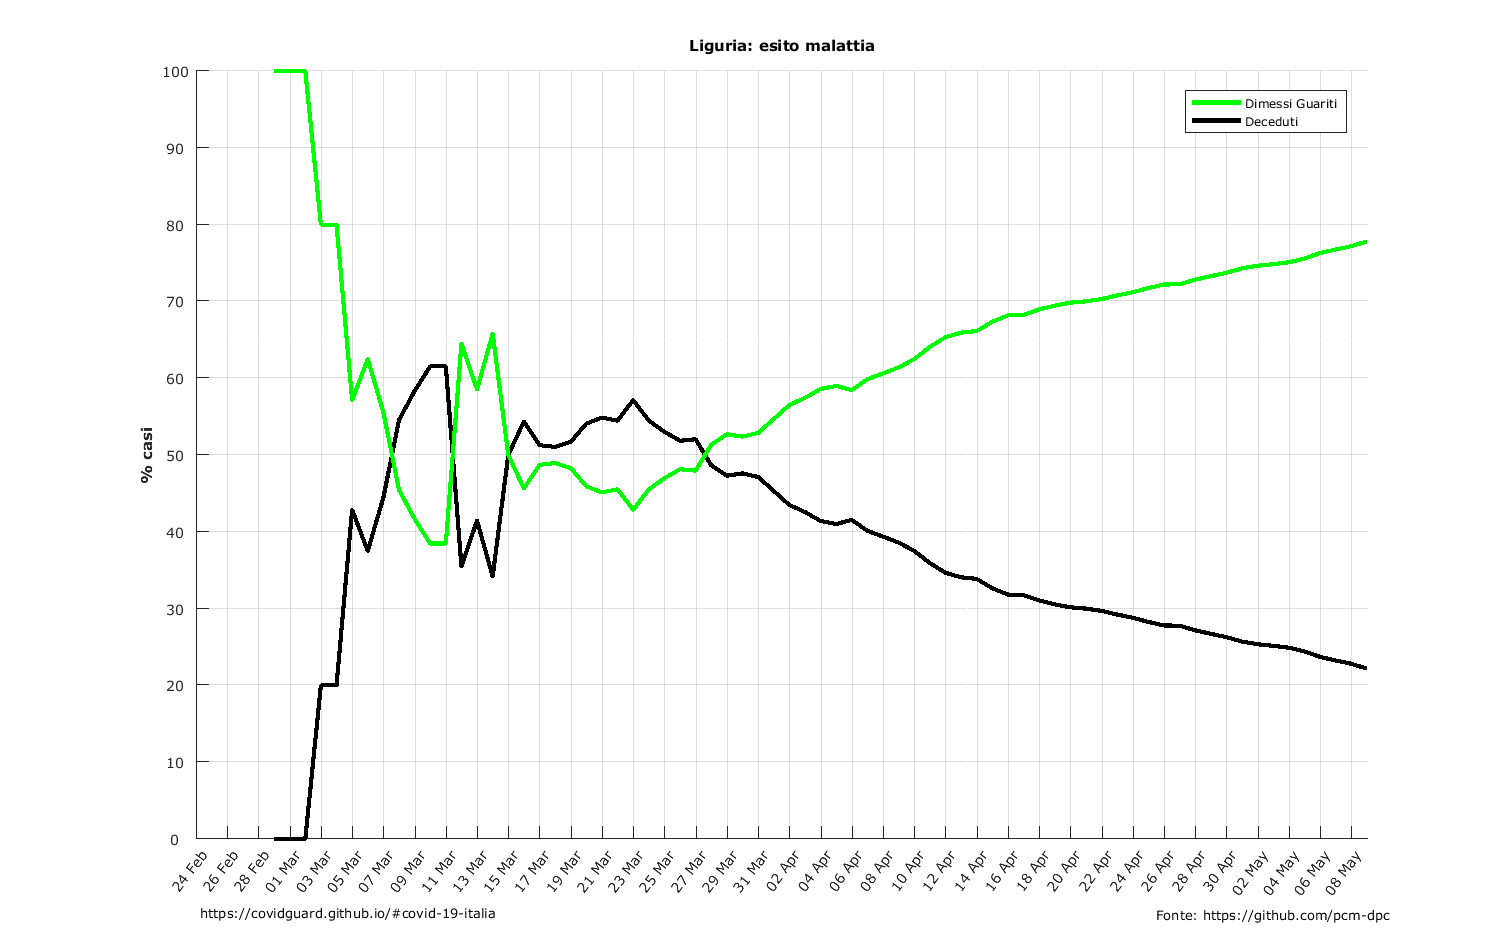 Liguria: esito malattia
100
90
80
70
60
50
40
30
20
10
0
% casi
Dimessi Guariti
Deceduti
24 Feb
26 Feb
28 Feb
01 Mar
03 Mar
05 Mar
07 Mar
09 Mar
11 Mar
13 Mar
15 Mar
17 Mar
19 Mar
21 Mar
23 Mar
25 Mar
27 Mar
29 Mar
31 Mar
02 Apr
04 Apr
06 Apr
08 Apr
10 Apr
12 Apr
14 Apr
16 Apr
18 Apr
20 Apr
22 Apr
24 Apr
26 Apr
28 Apr
30 Apr
02 May
04 May
06 May
08 May
https://covidguard.github.io/#covid-19-italia
Fonte: https://github.com/pcm-dpc